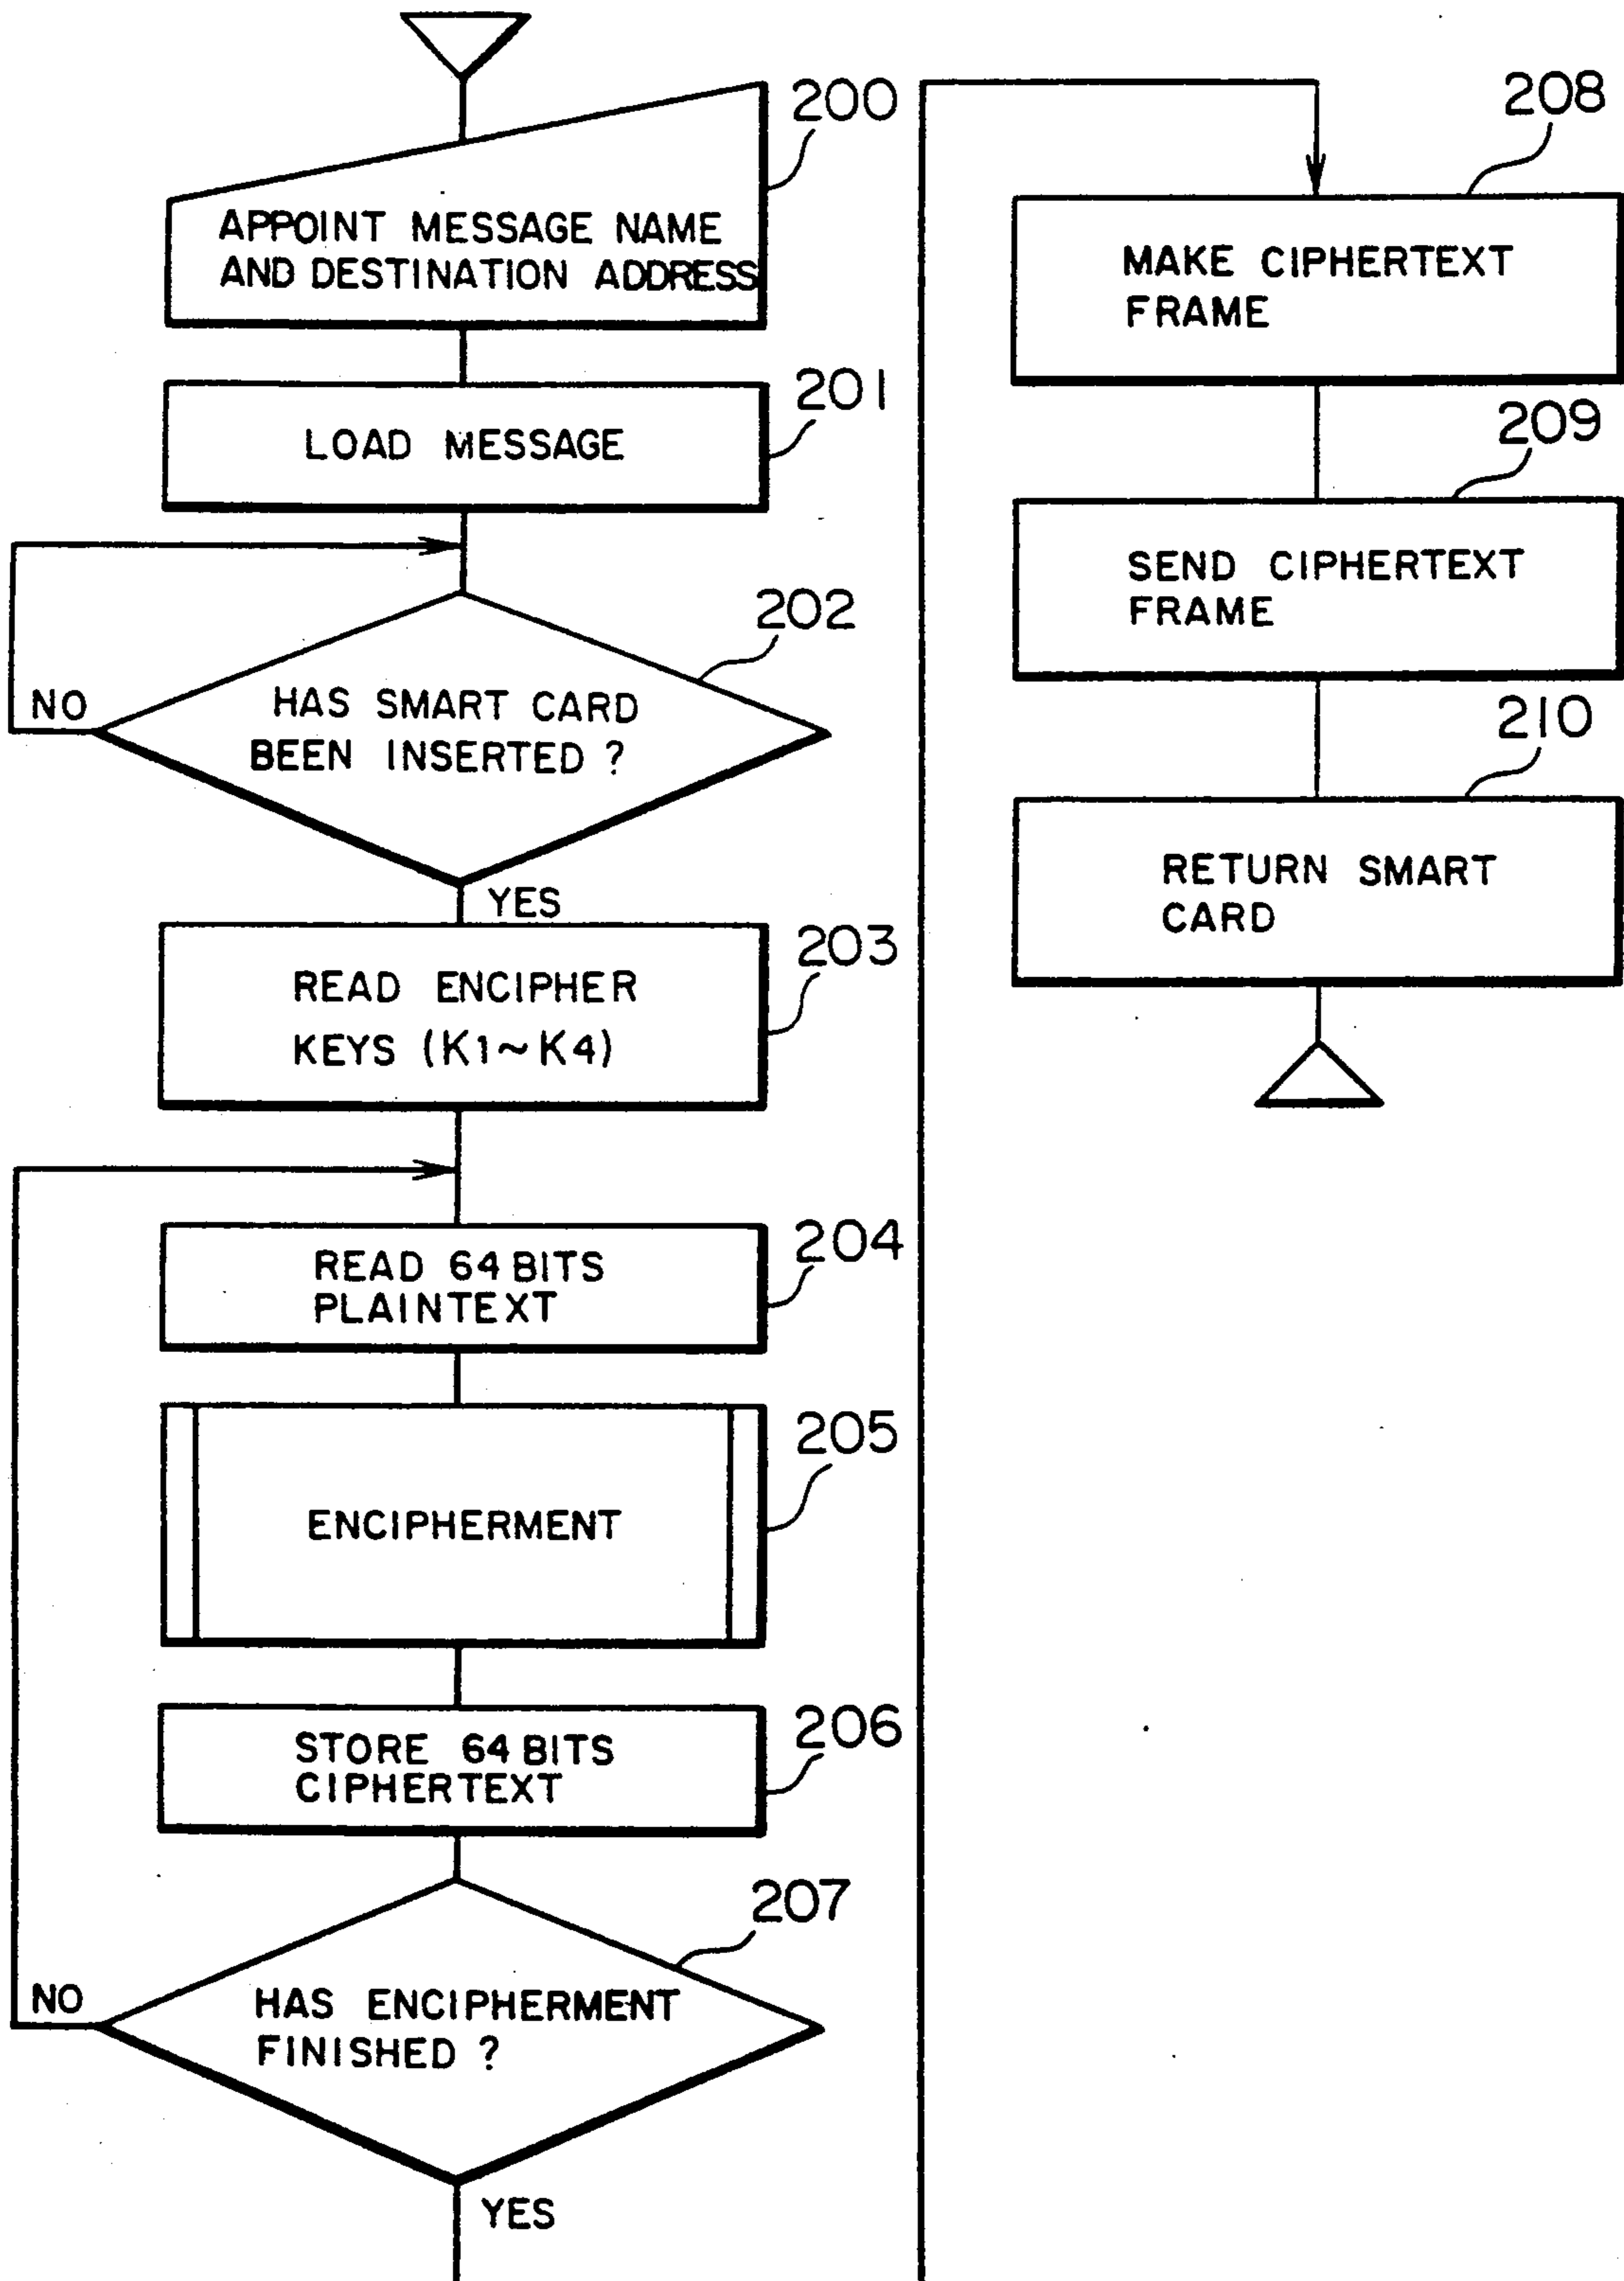 200
APPOINT MESSAGE NAME
AND DESTINATION ADDRESS
201
LOAD MESSAGE
202
HAS SMART CARD
BEEN INSERTED ?
NO
YES
203
READ ENCIPHER
KEYS (K1~K4)
204
READ 64 BITS
PLAINTEXT
205
ENCIPHERMENT
206
STORE 64 BITS
CIPHERTEXT
207
HAS ENCIPHERMENT
FINISHED ?
NO
YES
208
MAKE CIPHERTEXT
FRAME
209
SEND CIPHERTEXT
FRAME
210
RETURN SMART
CARD